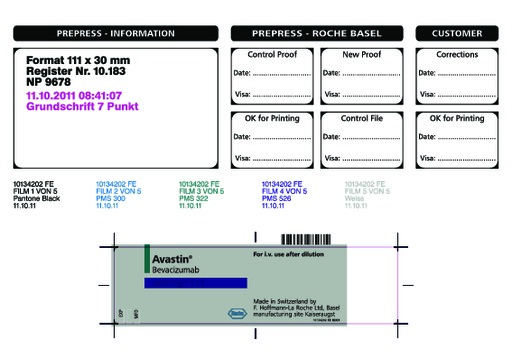 PREPRESS - INFORMATION
PREPRESS - ROCHE BASEL
CUSTOMER
Format 111 x 30 mm
Register Nr. 10.183
NP 9678
11.10.2011 08:41:07
Grundschrift 7 Punkt
Control Proof
Date: ........................
Visa: ........................
New Proof
Date: ........................
Visa: ........................
Corrections
Date: ........................
Visa: ........................
OK for Printing
Date: ........................
Visa: ........................
Control File
Date: ........................
Visa: ........................
OK for Printing
Date: ........................
Visa: ........................
10134202 FE
FILM 1 VON 5
Pantone Black
11.10.11
10134202 FE
FILM 2 VON 5
PMS 300
11.10.11
10134202 FE
FILM 3 VON 5
PMS 322
11.10.11
10134202 FE
FILM 4 VON 5
PMS 526
11.10.11
10134202 FE
FILM 5 VON 5
Weiss
11.10.11
Avastin®
Bevacizumab
For i.v. use after dilution
EXP
MFD
Roche
Made in Switzerland by
F. Hoffmann-La Roche Ltd, Basel
manufacturing site Kaiseraugst